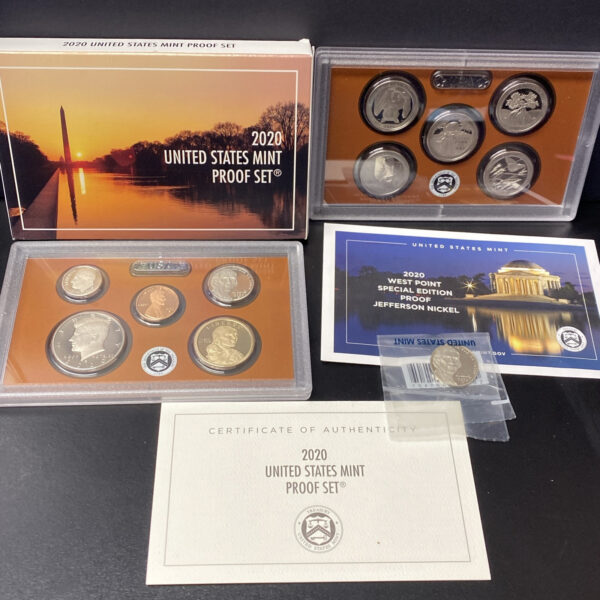 2020 UNITED STATES MINT PROOF SET
2020
UNITED STATES MINT
PROOF SET®
UNITED STATES MINT
2020
WEST POINT
SPECIAL EDITION
PROOF
JEFFERSON NICKEL
UNITED STATES MINT
LIBERTY
CERTIFICATE OF AUTHENTICITY
2020
UNITED STATES MINT
PROOF SET®